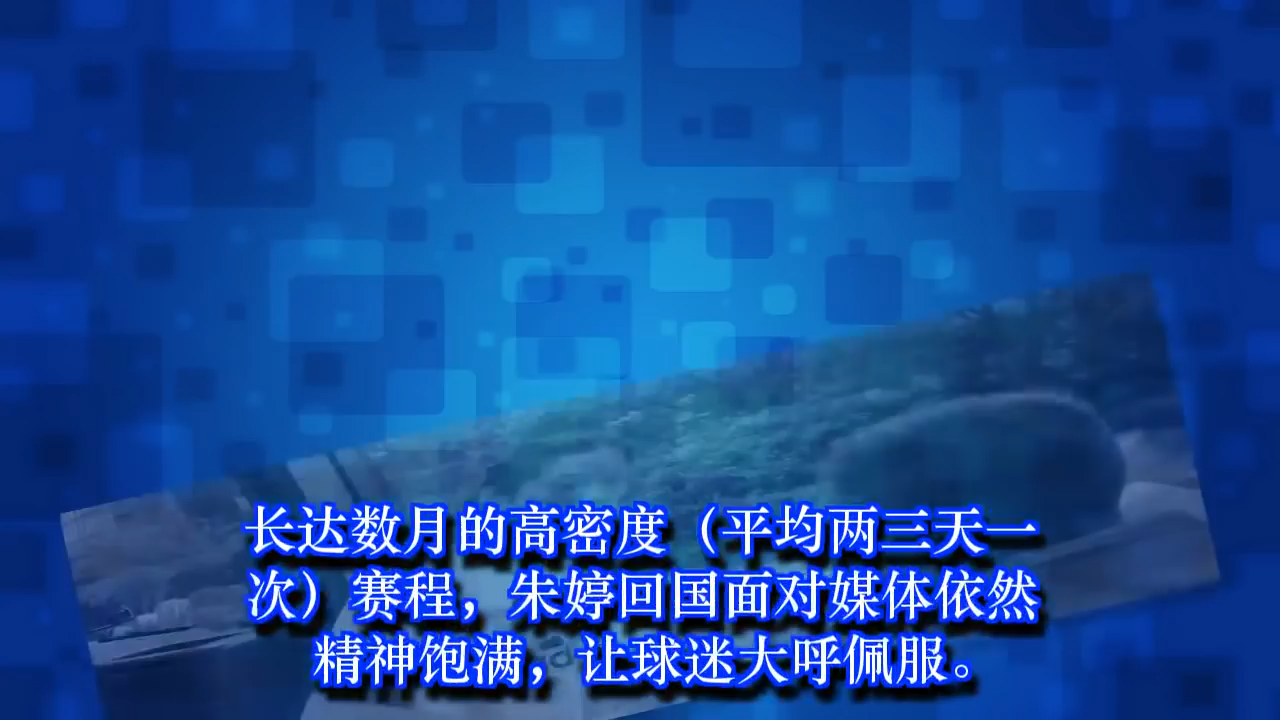 长达数月的高密度（平均两三天一
次）赛程，朱婷回国面对媒体依然
精神饱满，让球迷大呼佩服。